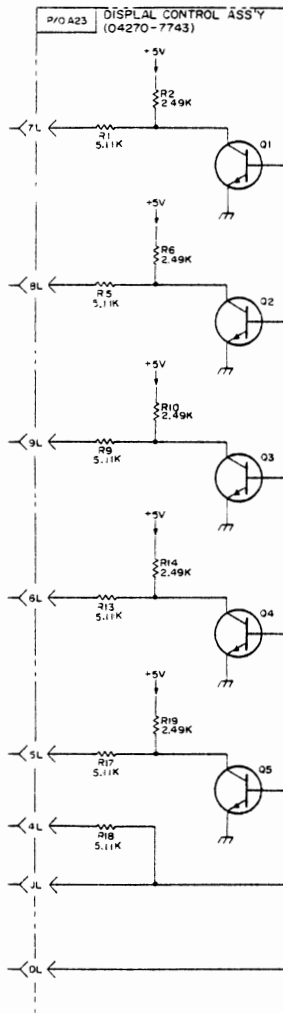 P/O A23
DISPLAL CONTROL ASS'Y
(04270-7743)
+5V
R2
2.49K
7L
R1
5.11K
Q1
+5V
R6
2.49K
8L
R5
5.11K
Q2
+5V
R10
2.49K
9L
R9
5.11K
Q3
+5V
R14
2.49K
6L
R13
5.11K
Q4
+5V
R19
2.49K
5L
R17
5.11K
Q5
4L
R18
5.11K
JL
DL